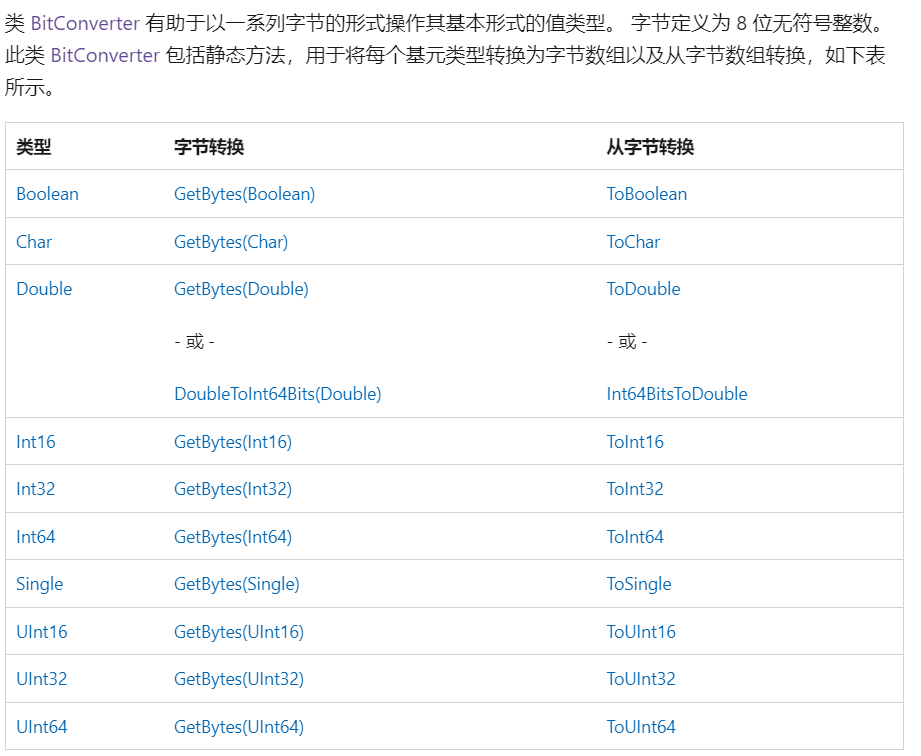 类 BitConverter 有助于以一系列字节的形式操作其基本形式的值类型。 字节定义为 8 位无符号整数。
此类 BitConverter 包括静态方法，用于将每个基元类型转换为字节数组以及从字节数组转换，如下表
所示。
类型 字节转换 从字节转换
Boolean GetBytes(Boolean) ToBoolean
Char GetBytes(Char) ToChar
Double GetBytes(Double) ToDouble
- 或 - - 或 -
DoubleToInt64Bits(Double) Int64BitsToDouble
Int16 GetBytes(Int16) ToInt16
Int32 GetBytes(Int32) ToInt32
Int64 GetBytes(Int64) ToInt64
Single GetBytes(Single) ToSingle
UInt16 GetBytes(UInt16) ToUInt16
UInt32 GetBytes(UInt32) ToUInt32
UInt64 GetBytes(UInt64) ToUInt64